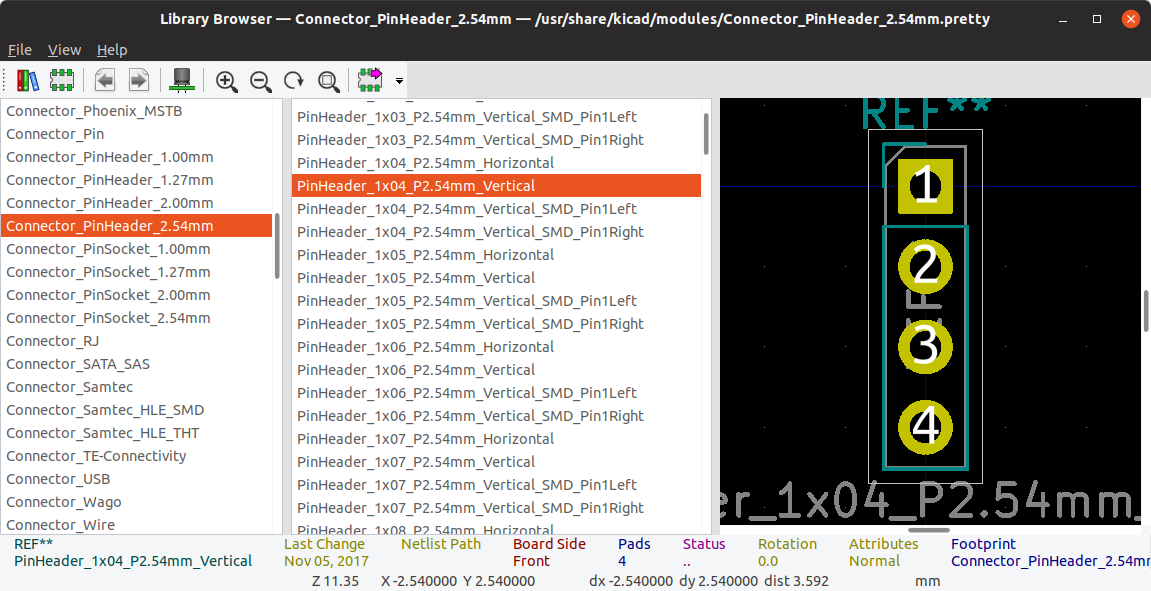 Library Browser — Connector_PinHeader_2.54mm — /usr/share/kicad/modules/Connector_PinHeader_2.54mm.pretty
File View Help
Connector_Phoenix_MSTB
Connector_Pin
Connector_PinHeader_1.00mm
Connector_PinHeader_1.27mm
Connector_PinHeader_2.00mm
Connector_PinHeader_2.54mm
Connector_PinSocket_1.00mm
Connector_PinSocket_1.27mm
Connector_PinSocket_2.00mm
Connector_PinSocket_2.54mm
Connector_RJ
Connector_SATA_SAS
Connector_Samtec
Connector_Samtec_HLE_SMD
Connector_Samtec_HLE_THT
Connector_TE-Connectivity
Connector_USB
Connector_Wago
Connector_Wire
PinHeader_1x03_P2.54mm_Vertical_SMD_Pin1Left
PinHeader_1x03_P2.54mm_Vertical_SMD_Pin1Right
PinHeader_1x04_P2.54mm_Horizontal
PinHeader_1x04_P2.54mm_Vertical
PinHeader_1x04_P2.54mm_Vertical_SMD_Pin1Left
PinHeader_1x04_P2.54mm_Vertical_SMD_Pin1Right
PinHeader_1x05_P2.54mm_Horizontal
PinHeader_1x05_P2.54mm_Vertical
PinHeader_1x05_P2.54mm_Vertical_SMD_Pin1Left
PinHeader_1x05_P2.54mm_Vertical_SMD_Pin1Right
PinHeader_1x06_P2.54mm_Horizontal
PinHeader_1x06_P2.54mm_Vertical
PinHeader_1x06_P2.54mm_Vertical_SMD_Pin1Left
PinHeader_1x06_P2.54mm_Vertical_SMD_Pin1Right
PinHeader_1x07_P2.54mm_Horizontal
PinHeader_1x07_P2.54mm_Vertical
PinHeader_1x07_P2.54mm_Vertical_SMD_Pin1Left
PinHeader_1x07_P2.54mm_Vertical_SMD_Pin1Right
PinHeader_1x08_P2.54mm_Horizontal
REF**
1
2
3
4
er_1x04_P2.54mm_
REF** Last Change Netlist Path Board Side Pads Status Rotation Attributes Footprint
PinHeader_1x04_P2.54mm_Vertical Nov 05, 2017 Front 4 .. 0.0 Normal Connector_PinHeader_2.54mm
Z 11.35 X -2.540000 Y 2.540000 dx -2.540000 dy 2.540000 dist 3.592 mm